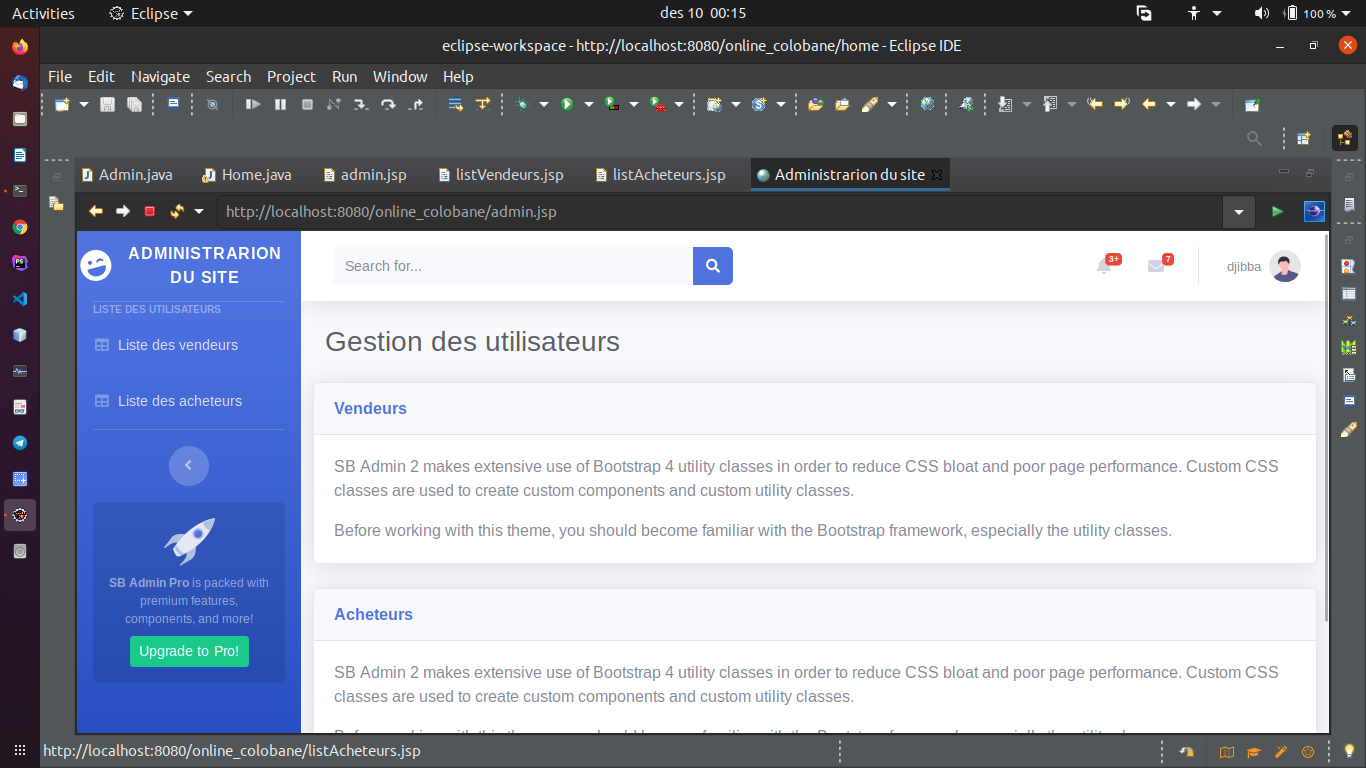 Activities
Eclipse
des 10 00:15
100 %
eclipse-workspace - http://localhost:8080/online_colobane/home - Eclipse IDE
File Edit Navigate Search Project Run Window Help
Admin.java
Home.java
admin.jsp
listVendeurs.jsp
listAcheteurs.jsp
Administrarion du site
http://localhost:8080/online_colobane/admin.jsp
ADMINISTRARION
DU SITE
Search for...
3+
7
djibba
LISTE DES UTILISATEURS
Liste des vendeurs
Liste des acheteurs
SB Admin Pro is packed with
premium features,
components, and more!
Upgrade to Pro!
Gestion des utilisateurs
Vendeurs
SB Admin 2 makes extensive use of Bootstrap 4 utility classes in order to reduce CSS bloat and poor page performance. Custom CSS
classes are used to create custom components and custom utility classes.
Before working with this theme, you should become familiar with the Bootstrap framework, especially the utility classes.
Acheteurs
SB Admin 2 makes extensive use of Bootstrap 4 utility classes in order to reduce CSS bloat and poor page performance. Custom CSS
classes are used to create custom components and custom utility classes.
http://localhost:8080/online_colobane/listAcheteurs.jsp